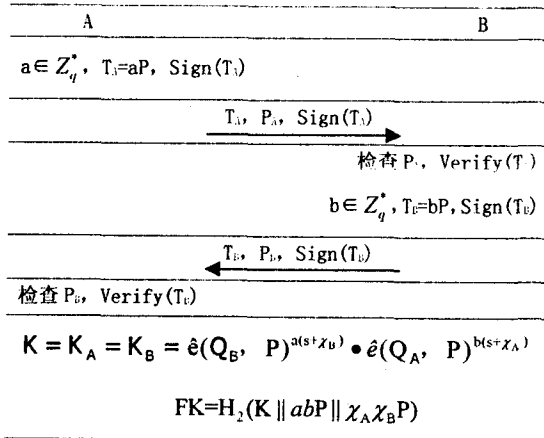 A B
a∈ Z_q^*, T_A=aP, Sign(T_A)
T_A, P_A, Sign(T_A)
检查 P_A, Verify(T
b∈ Z_q^*, T_B=bP, Sign(T_B)
T_B, P_B, Sign(T_B)
检查 P_B, Verify(T_B)
K = K_A = K_B = ê(Q_B, P)^{a(s+χ_B)} • ê(Q_A, P)^{b(s+χ_A)}
FK=H_2(K ‖ abP ‖ χ_Aχ_BP)